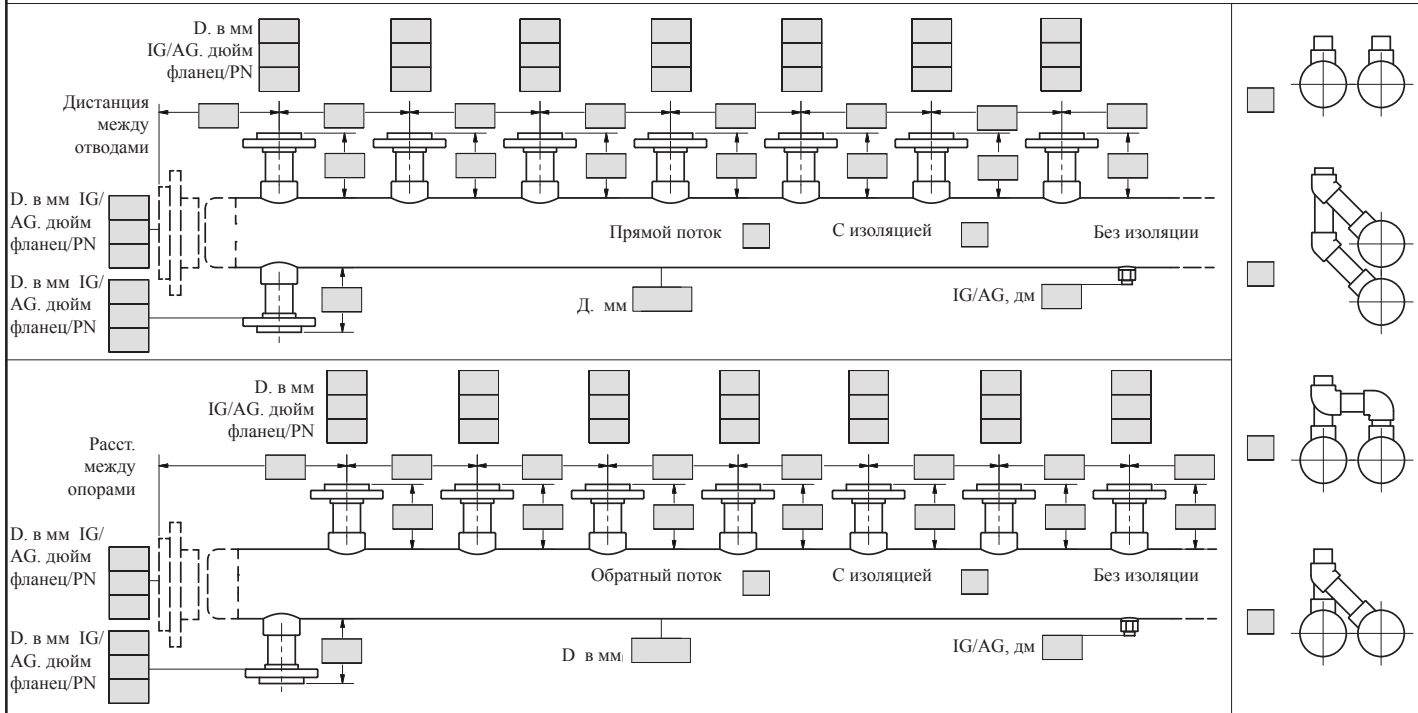 D. в мм
IG/AG. дюйм
фланец/PN
Дистанция
между
отводами
D. в мм IG/
AG. дюйм
фланец/PN
Прямой поток
С изоляцией
Без изоляции
D. в мм IG/
AG. дюйм
фланец/PN
Д. мм
IG/AG, дм
D. в мм
IG/AG. дюйм
фланец/PN
Расст.
между
опорами
D. в мм IG/
AG. дюйм
фланец/PN
Обратный поток
С изоляцией
Без изоляции
D. в мм IG/
AG. дюйм
фланец/PN
D в мм
IG/AG, дм